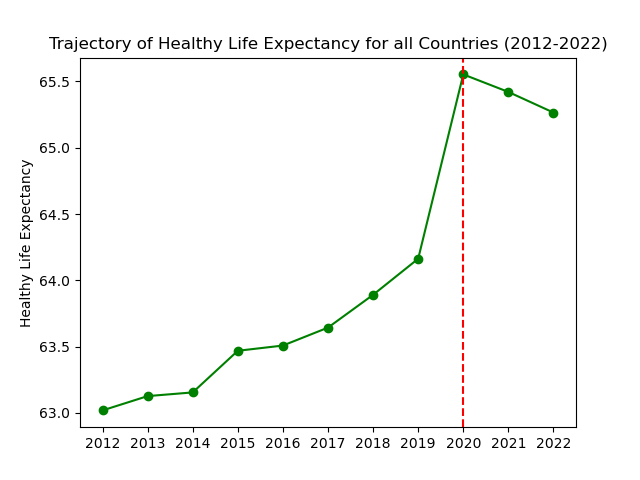 Trajectory of Healthy Life Expectancy for all Countries (2012-2022)
Healthy Life Expectancy
65.5
65.0
64.5
64.0
63.5
63.0
2012 2013 2014 2015 2016 2017 2018 2019 2020 2021 2022